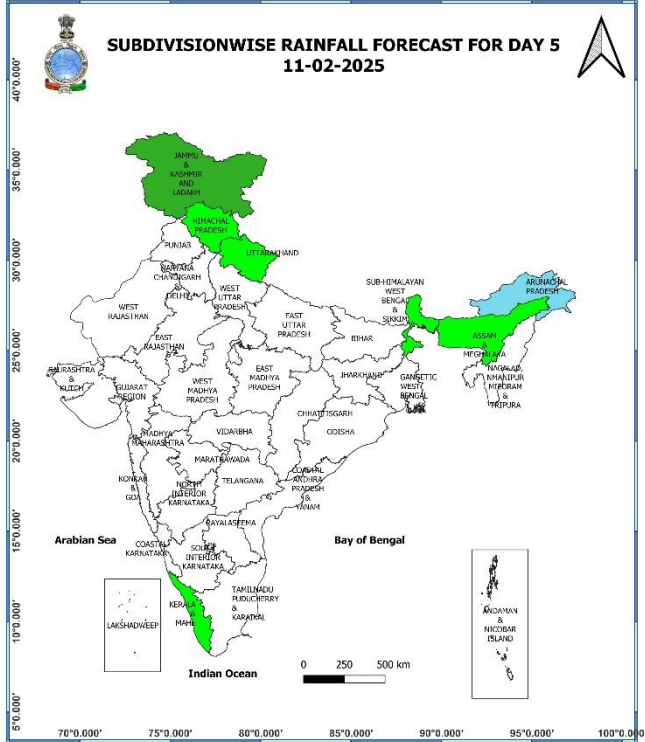 SUBDIVISIONWISE RAINFALL FORECAST FOR DAY 5
11-02-2025
40°0.000'
35°0.000'
30°0.000'
25°0.000'
20°0.000'
15°0.000'
10°0.000'
5°0.000'
JAMMU
&
KASHMIR
AND
LADAKH
HIMACHAL
PRADESH
UTTARAKHAND
PUNJAB
HARYANA
CHANDIGARH
&
DELHI
WEST
UTTAR
PRADESH
WEST
RAJASTHAN
EAST
RAJASTHAN
EAST
UTTAR
PRADESH
SUB-HIMALAYAN
WEST
BENGAL
&
SIKKIM
ARUNACHAL
PRADESH
ASSAM
&
MEGHALAYA
NAGALAD,
NMANIPUR
MIZORAM
&
TRIPURA
BIHAR
SAURASHTRA
&
KUTCH
GUJARAT
REGION
WEST
MADHYA
PRADESH
EAST
MADHYA
PRADESH
JHARKHAND
GANGETIC
WEST
BENGAL
CHHATTISGARH
ODISHA
MADHYA
MAHARASHTRA
VIDARBHA
MARATHWADA
KONKAN
&
GOA
NORTH
INTERIOR
KARNATAKA
TELANGANA
COASTAL
ANDHRA
PRADESH
&
YANAM
RAYALASEEMA
Arabian Sea
COASTAL
KARNATAKA
SOUTH
INTERIOR
KARNATAKA
Bay of Bengal
LAKSHADWEEP
KERALA
&
MAHE
TAMILNADU
PUDUCHERRY
&
KARAIKAL
ANDAMAN
&
NICOBAR
ISLAND
Indian Ocean
0 250 500 km
70°0.000' 75°0.000' 80°0.000' 85°0.000' 90°0.000' 95°0.000' 100°0.000'